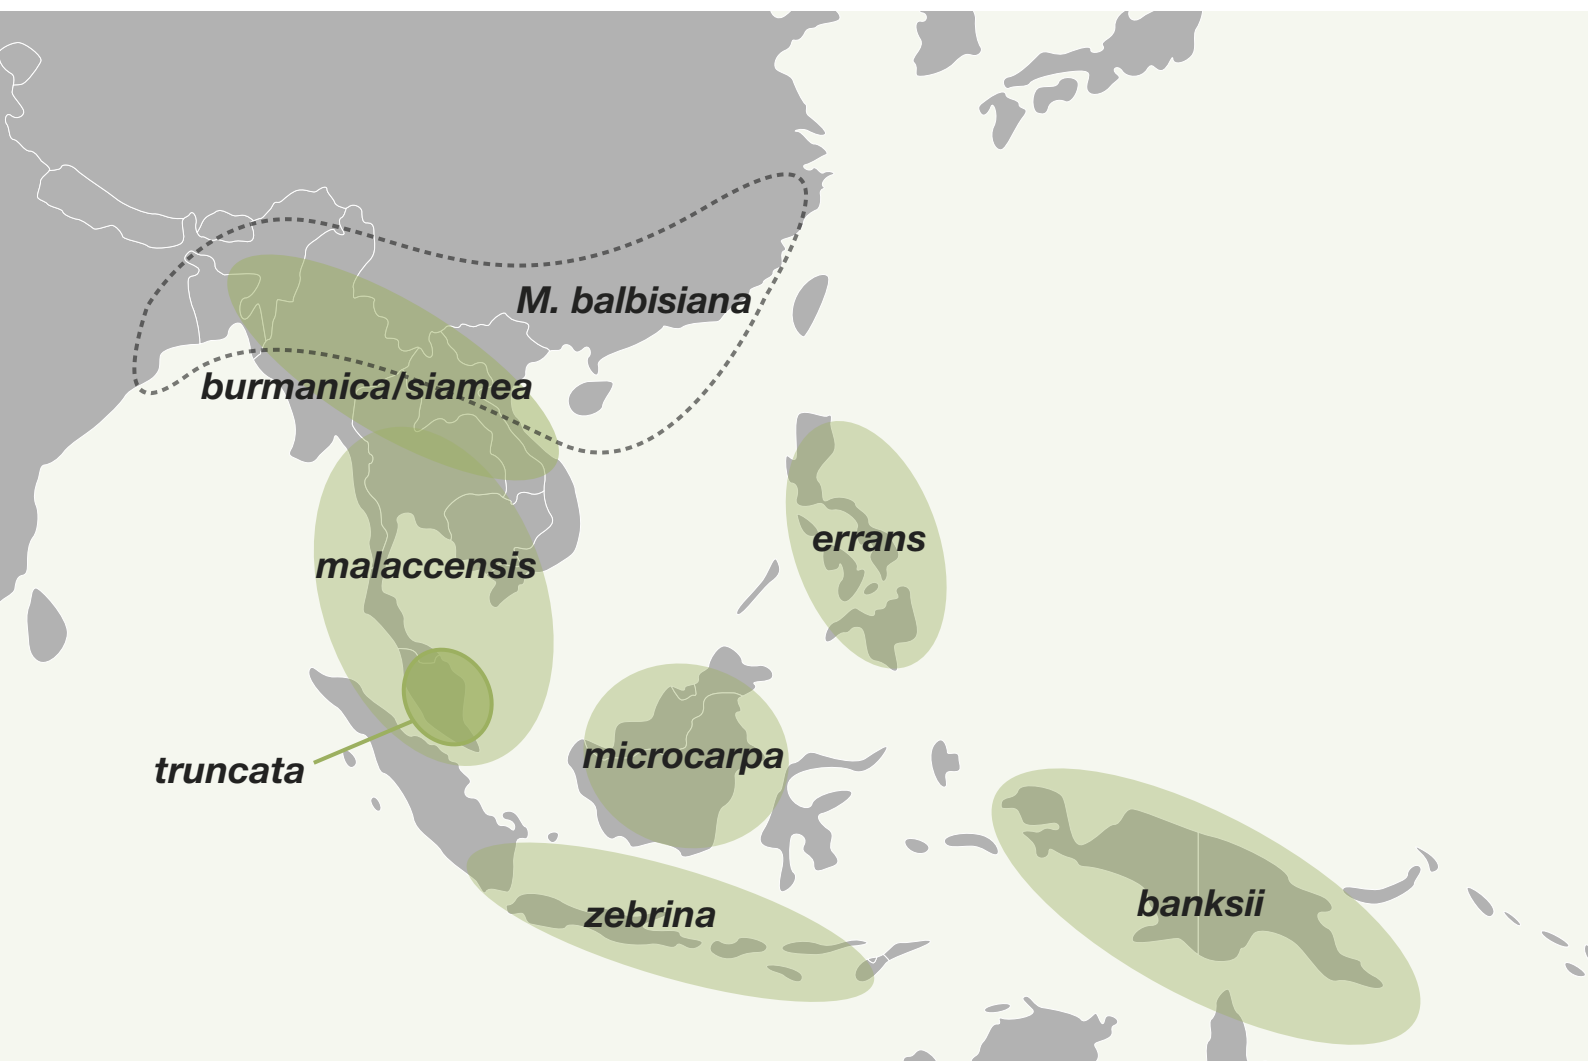 M. balbisiana
burmanica/siamea
errans
malaccensis
microcarpa
truncata
banksii
zebrina